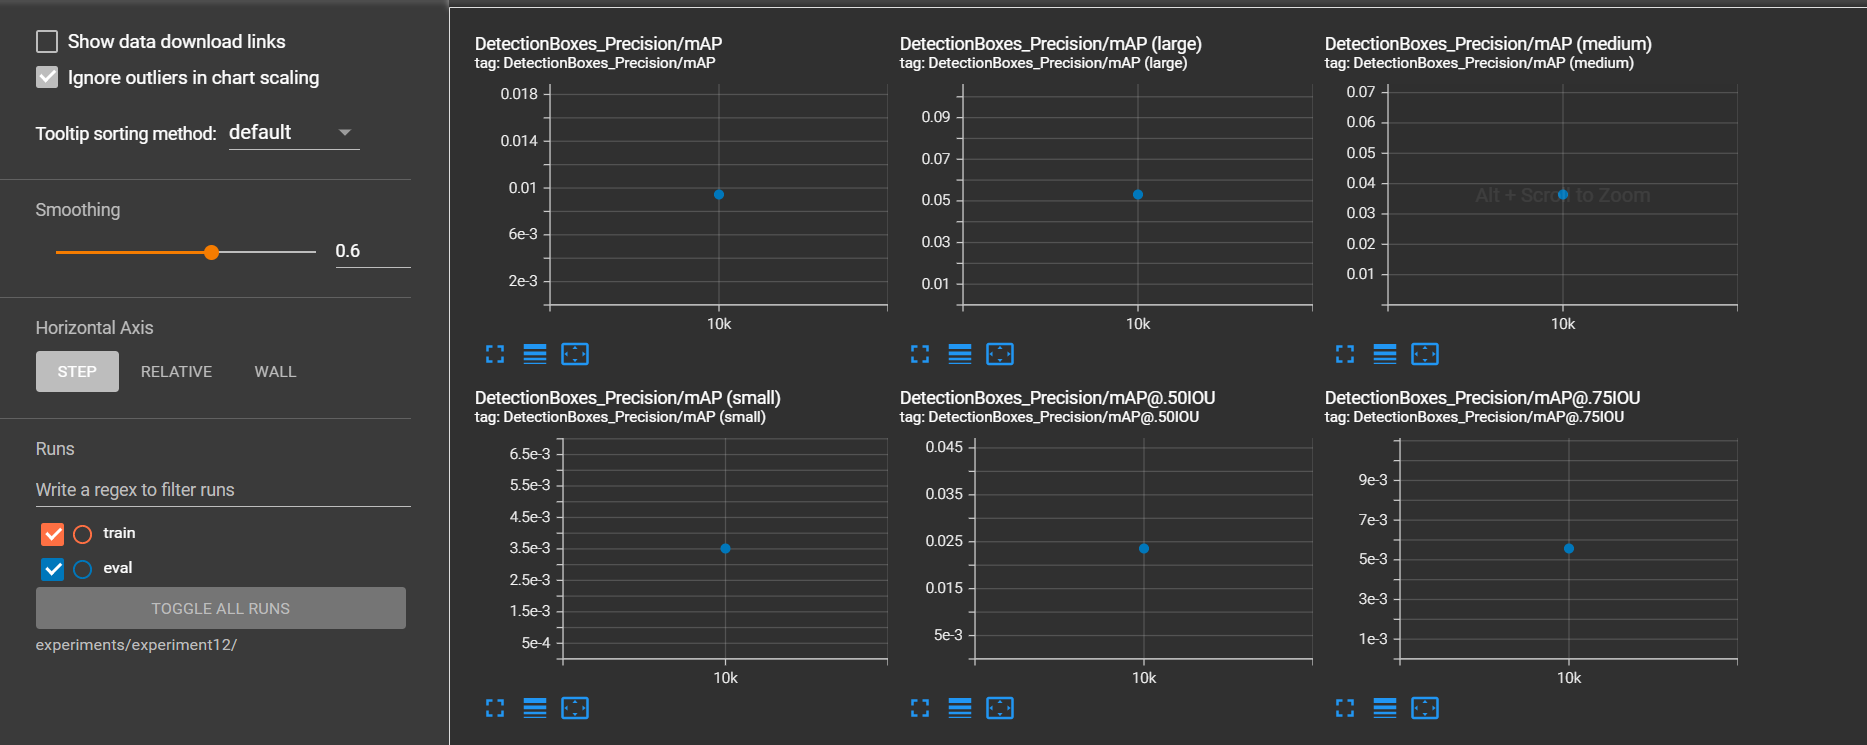 Show data download links
Ignore outliers in chart scaling
Tooltip sorting method: default
Smoothing
0.6
Horizontal Axis
STEP RELATIVE WALL
Runs
Write a regex to filter runs
train
eval
TOGGLE ALL RUNS
experiments/experiment12/
DetectionBoxes_Precision/mAP
tag: DetectionBoxes_Precision/mAP
0.018
0.014
0.01
6e-3
2e-3
10k
DetectionBoxes_Precision/mAP (large)
tag: DetectionBoxes_Precision/mAP (large)
0.09
0.07
0.05
0.03
0.01
10k
DetectionBoxes_Precision/mAP (medium)
tag: DetectionBoxes_Precision/mAP (medium)
0.07
0.06
0.05
0.04
0.03
0.02
0.01
Alt + Scroll to Zoom
10k
DetectionBoxes_Precision/mAP (small)
tag: DetectionBoxes_Precision/mAP (small)
6.5e-3
5.5e-3
4.5e-3
3.5e-3
2.5e-3
1.5e-3
5e-4
10k
DetectionBoxes_Precision/mAP@.50IOU
tag: DetectionBoxes_Precision/mAP@.50IOU
0.045
0.035
0.025
0.015
5e-3
10k
DetectionBoxes_Precision/mAP@.75IOU
tag: DetectionBoxes_Precision/mAP@.75IOU
9e-3
7e-3
5e-3
3e-3
1e-3
10k